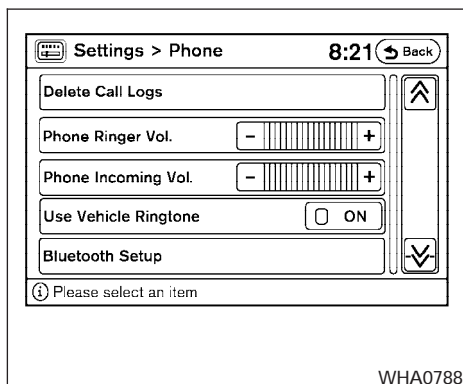 Settings > Phone 8:21 Back
Delete Call Logs
Phone Ringer Vol. - +
Phone Incoming Vol. - +
Use Vehicle Ringtone ON
Bluetooth Setup
i Please select an item
WHA0788